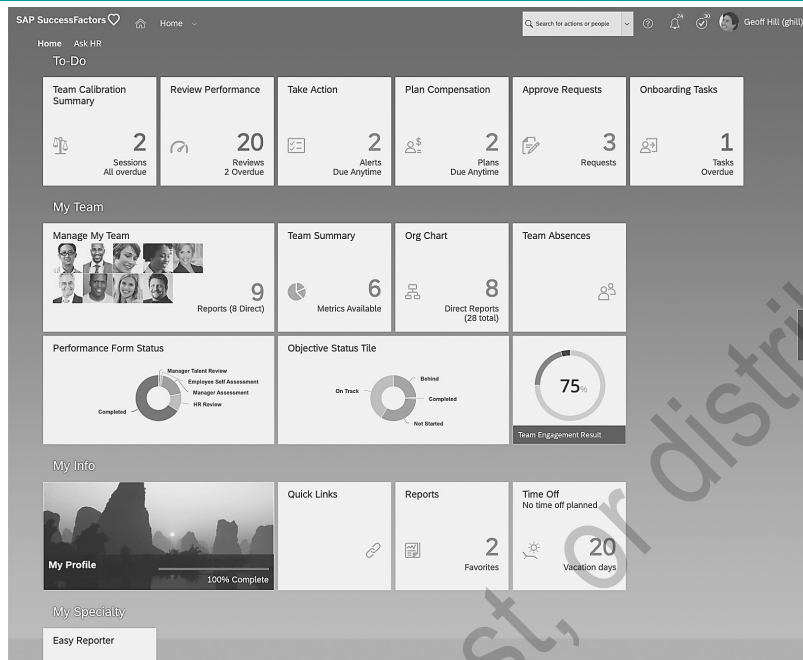 SAP SuccessFactors
Home
Search for actions or people
24
30
Geoff Hill (ghill)
Home Ask HR
To-Do
Team Calibration
Summary
2
Sessions
All overdue
Review Performance
20
Reviews
2 Overdue
Take Action
2
Alerts
Due Anytime
Plan Compensation
2
Plans
Due Anytime
Approve Requests
3
Requests
Onboarding Tasks
1
Tasks
Overdue
My Team
Manage My Team
9
Reports (8 Direct)
Team Summary
6
Metrics Available
Org Chart
8
Direct Reports
(28 total)
Team Absences
Performance Form Status
Manager Talent Review
Employee Self Assessment
Manager Assessment
HR Review
Completed
Objective Status Tile
Behind
On Track
Completed
Not Started
75%
Team Engagement Result
My Info
My Profile
100% Complete
Quick Links
Reports
2
Favorites
Time Off
No time off planned
20
Vacation days
My Specialty
Easy Reporter
st, or distri